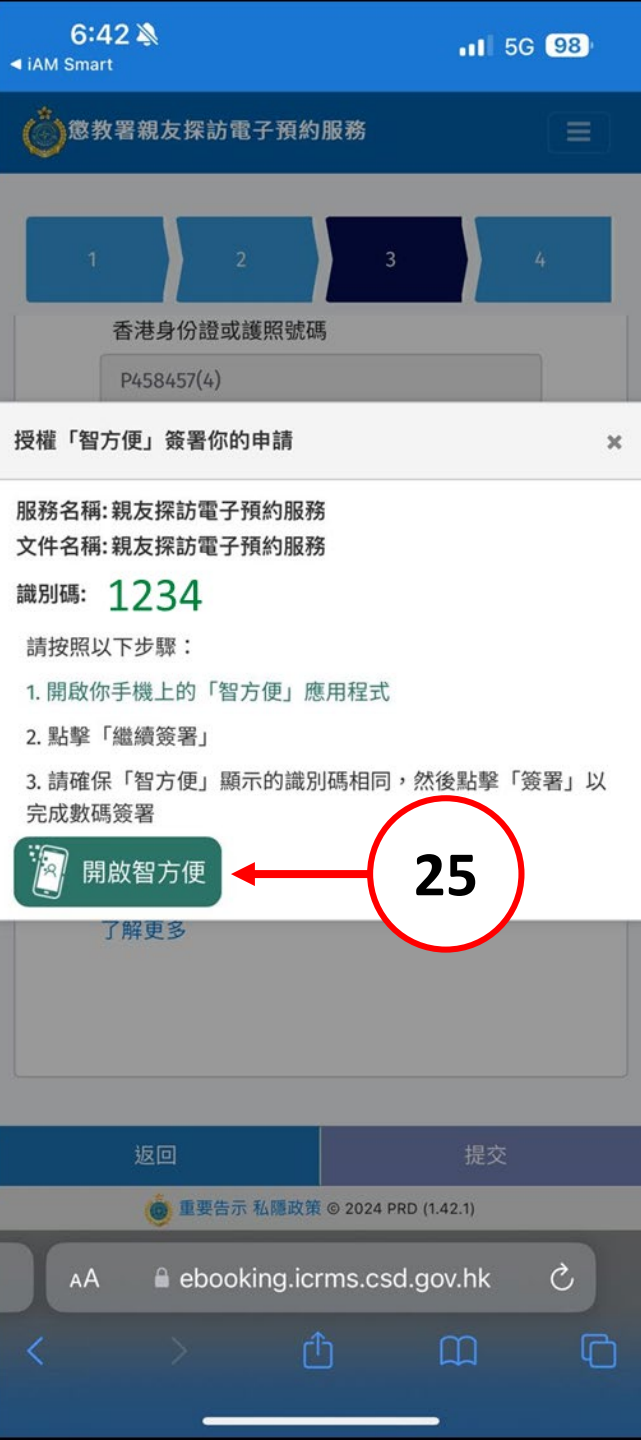 6:42
5G 98
◀ iAM Smart
懲教署親友探訪電子預約服務
1 2 3 4
香港身份證或護照號碼
P458457(4)
授權「智方便」簽署你的申請 ×
服務名稱:親友探訪電子預約服務
文件名稱:親友探訪電子預約服務
識別碼: 1234
請按照以下步驟：
1. 開啟你手機上的「智方便」應用程式
2. 點擊「繼續簽署」
3. 請確保「智方便」顯示的識別碼相同，然後點擊「簽署」以
完成數碼簽署
開啟智方便
25
了解更多
返回 提交
重要告示 私隱政策 © 2024 PRD (1.42.1)
AA ebooking.icrms.csd.gov.hk